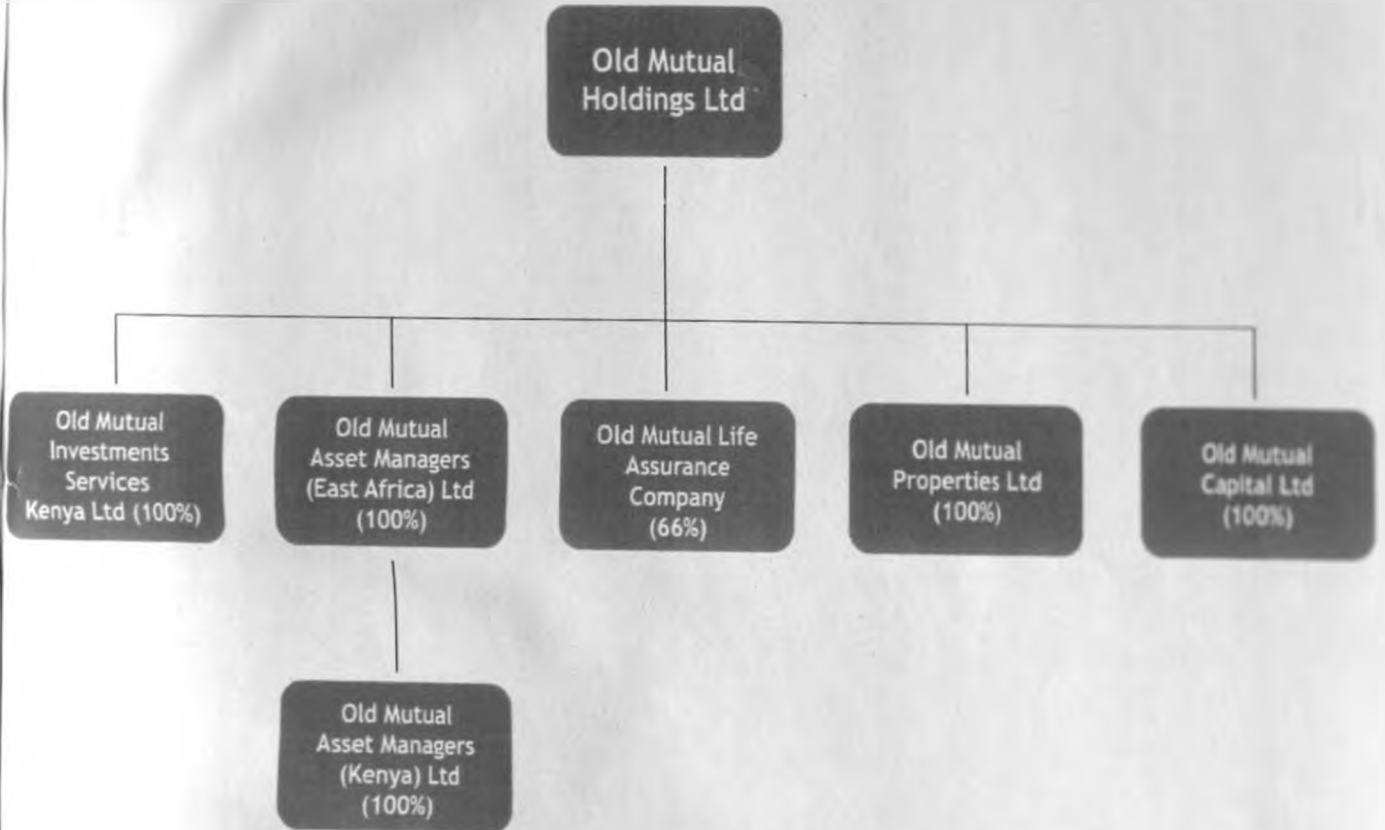 Old Mutual
Holdings Ltd
Old Mutual
Investments
Services
Kenya Ltd (100%)
Old Mutual
Asset Managers
(East Africa) Ltd
(100%)
Old Mutual Life
Assurance
Company
(66%)
Old Mutual
Properties Ltd
(100%)
Old Mutual
Capital Ltd
(100%)
Old Mutual
Asset Managers
(Kenya) Ltd
(100%)